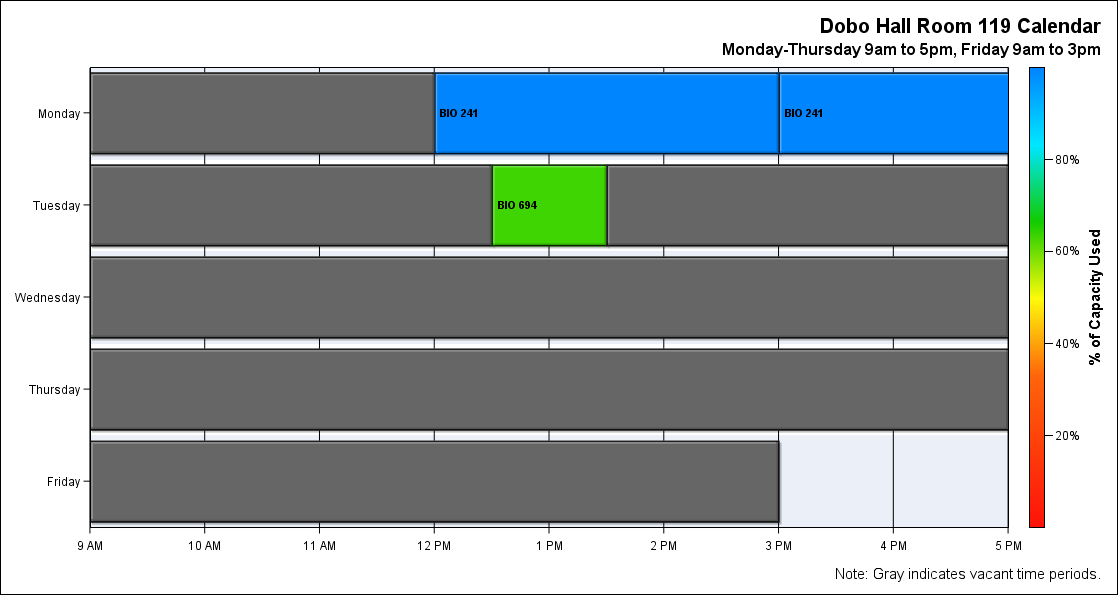 Dobo Hall Room 119 Calendar
Monday-Thursday 9am to 5pm, Friday 9am to 3pm
Monday
BIO 241
BIO 241
Tuesday
BIO 694
Wednesday
Thursday
Friday
9 AM
10 AM
11 AM
12 PM
1 PM
2 PM
3 PM
4 PM
5 PM
80%
60%
40%
20%
% of Capacity Used
Note: Gray indicates vacant time periods.